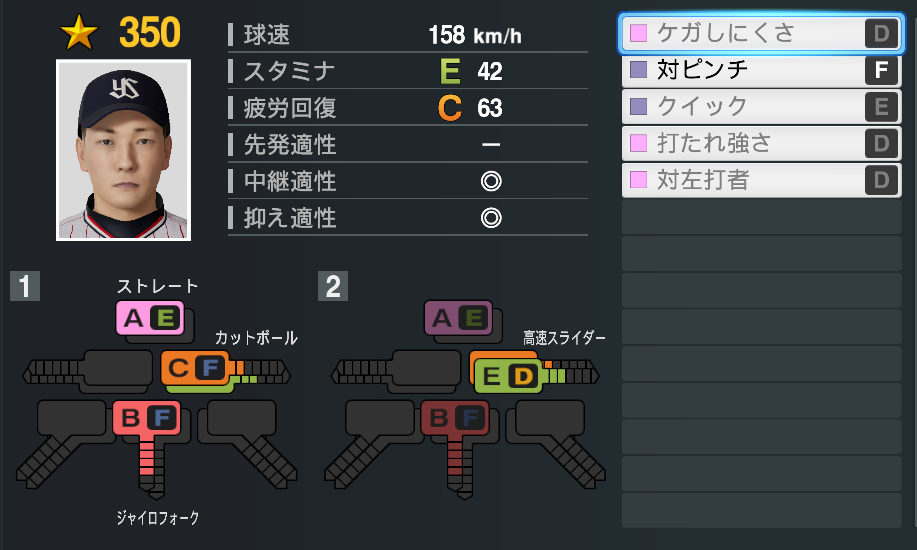 350
球速 158 km/h
スタミナ E 42
疲労回復 C 63
先発適性 ー
中継適性 ◎
抑え適性 ◎
YS
ケガしにくさ D
対ピンチ F
クイック E
打たれ強さ D
対左打者 D
1
ストレート
A E
カットボール
C F
B F
ジャイロフォーク
2
A E
高速スライダー
E D
B F